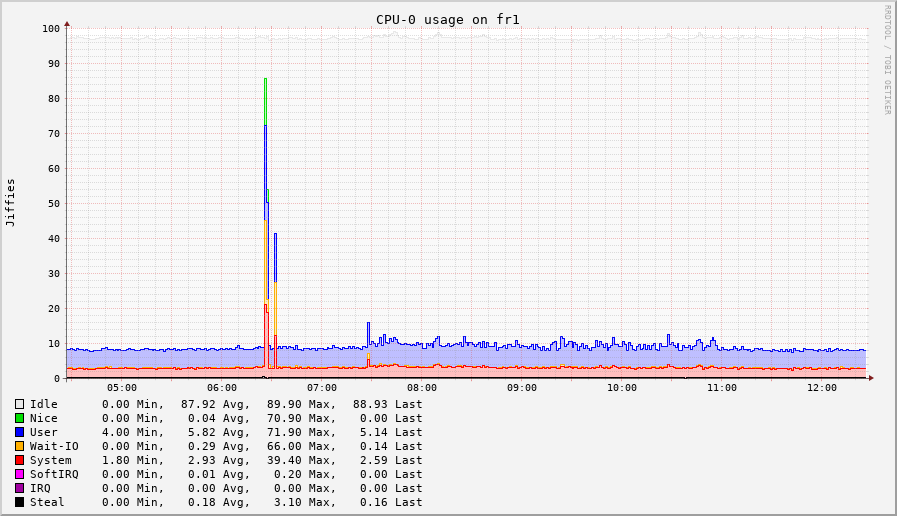 CPU-0 usage on fr1
RRDTOOL / TOBI OETIKER
Jiffies
100
90
80
70
60
50
40
30
20
10
0
05:00 06:00 07:00 08:00 09:00 10:00 11:00 12:00
Idle 0.00 Min, 87.92 Avg, 89.90 Max, 88.93 Last
Nice 0.00 Min, 0.04 Avg, 70.90 Max, 0.00 Last
User 4.00 Min, 5.82 Avg, 71.90 Max, 5.14 Last
Wait-IO 0.00 Min, 0.29 Avg, 66.00 Max, 0.14 Last
System 1.80 Min, 2.93 Avg, 39.40 Max, 2.59 Last
SoftIRQ 0.00 Min, 0.01 Avg, 0.20 Max, 0.00 Last
IRQ 0.00 Min, 0.00 Avg, 0.00 Max, 0.00 Last
Steal 0.00 Min, 0.18 Avg, 3.10 Max, 0.16 Last